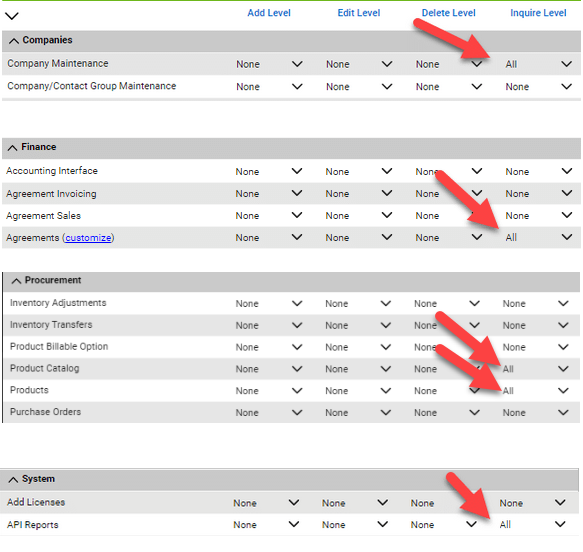 Add Level Edit Level Delete Level Inquire Level
Companies
Company Maintenance None None None All
Company/Contact Group Maintenance None None None None
Finance
Accounting Interface None None None None
Agreement Invoicing None None None None
Agreement Sales None None None None
Agreements (customize) None None None All
Procurement
Inventory Adjustments None None None None
Inventory Transfers None None None None
Product Billable Option None None None None
Product Catalog None None None All
Products None None None All
Purchase Orders None None None None
System
Add Licenses None None None None
API Reports None None None All